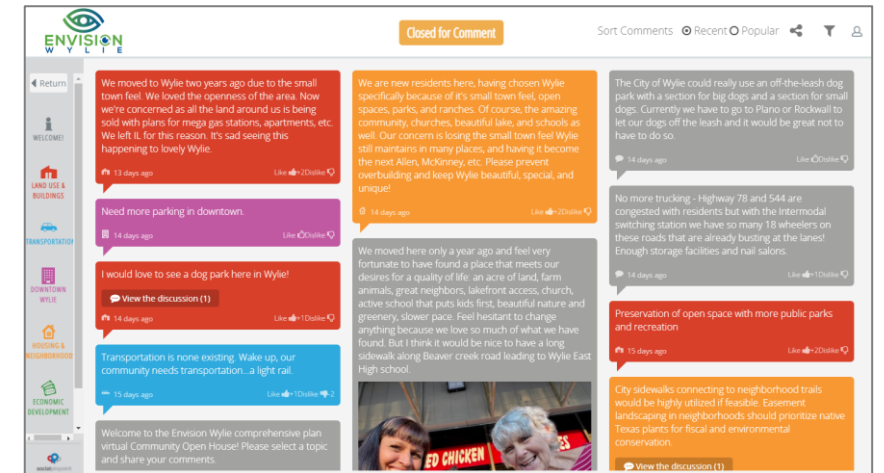 ENVISION
WYLIE
Closed for Comment
Sort Comments Recent Popular
Return
WELCOME!
LAND USE &
BUILDINGS
TRANSPORTATION
DOWNTOWN
WYLIE
HOUSING &
NEIGHBORHOOD
ECONOMIC
DEVELOPMENT
We moved to Wylie two years ago due to the small
town feel. We loved the openness of the area. Now
we're concerned as all the land around us is being
sold with plans for mega gas stations, apartments, etc.
We left IL for this reason. It's sad seeing this
happening to lovely Wylie.
13 days ago Like +2Dislike
Need more parking in downtown.
14 days ago Like Dislike
I would love to see a dog park here in Wylie!
View the discussion (1)
14 days ago Like +1Dislike
Transportation is none existing. Wake up, our
community needs transportation...a light rail.
15 days ago Like +1Dislike -2
Welcome to the Envision Wylie comprehensive plan
virtual Community Open House! Please select a topic
and share your comments.
We are new residents here, having chosen Wylie
specifically because of it's small town feel, open
spaces, parks, and ranches. Of course, the amazing
community, churches, beautiful lake, and schools as
well. Our concern is losing the small town feel Wylie
still maintains in many places, and having it become
the next Allen, McKinney, etc. Please prevent
overbuilding and keep Wylie beautiful, special, and
unique!
14 days ago Like +2Dislike
We moved here only a year ago and feel very
fortunate to have found a place that meets our
desires for a quality of life: an acre of land, farm
animals, great neighbors, lakefront access, church,
active school that puts kids first, beautiful nature and
greenery, slower pace. Feel hesitant to change
anything because we love so much of what we have
found. But I think it would be nice to have a long
sidewalk along Beaver creek road leading to Wylie East
High school.
ED CHICKEN
ES
The City of Wylie could really use an off-the-leash dog
park with a section for big dogs and a section for small
dogs. Currently we have to go to Plano or Rockwall to
let our dogs off the leash and it would be great not to
have to do so.
14 days ago Like Dislike
No more trucking - Highway 78 and 544 are
congested with residents but with the Intermodal
switching station we have so many 18 wheelers on
these roads that are already busting at the lanes!
Enough storage facilities and nail salons.
14 days ago Like +1Dislike
Preservation of open space with more public parks
and recreation
15 days ago Like +2Dislike
City sidewalks connecting to neighborhood trails
would be highly utilized if feasible. Easement
landscaping in neighborhoods should prioritize native
Texas plants for fiscal and environmental
conservation.
View the discussion (1)